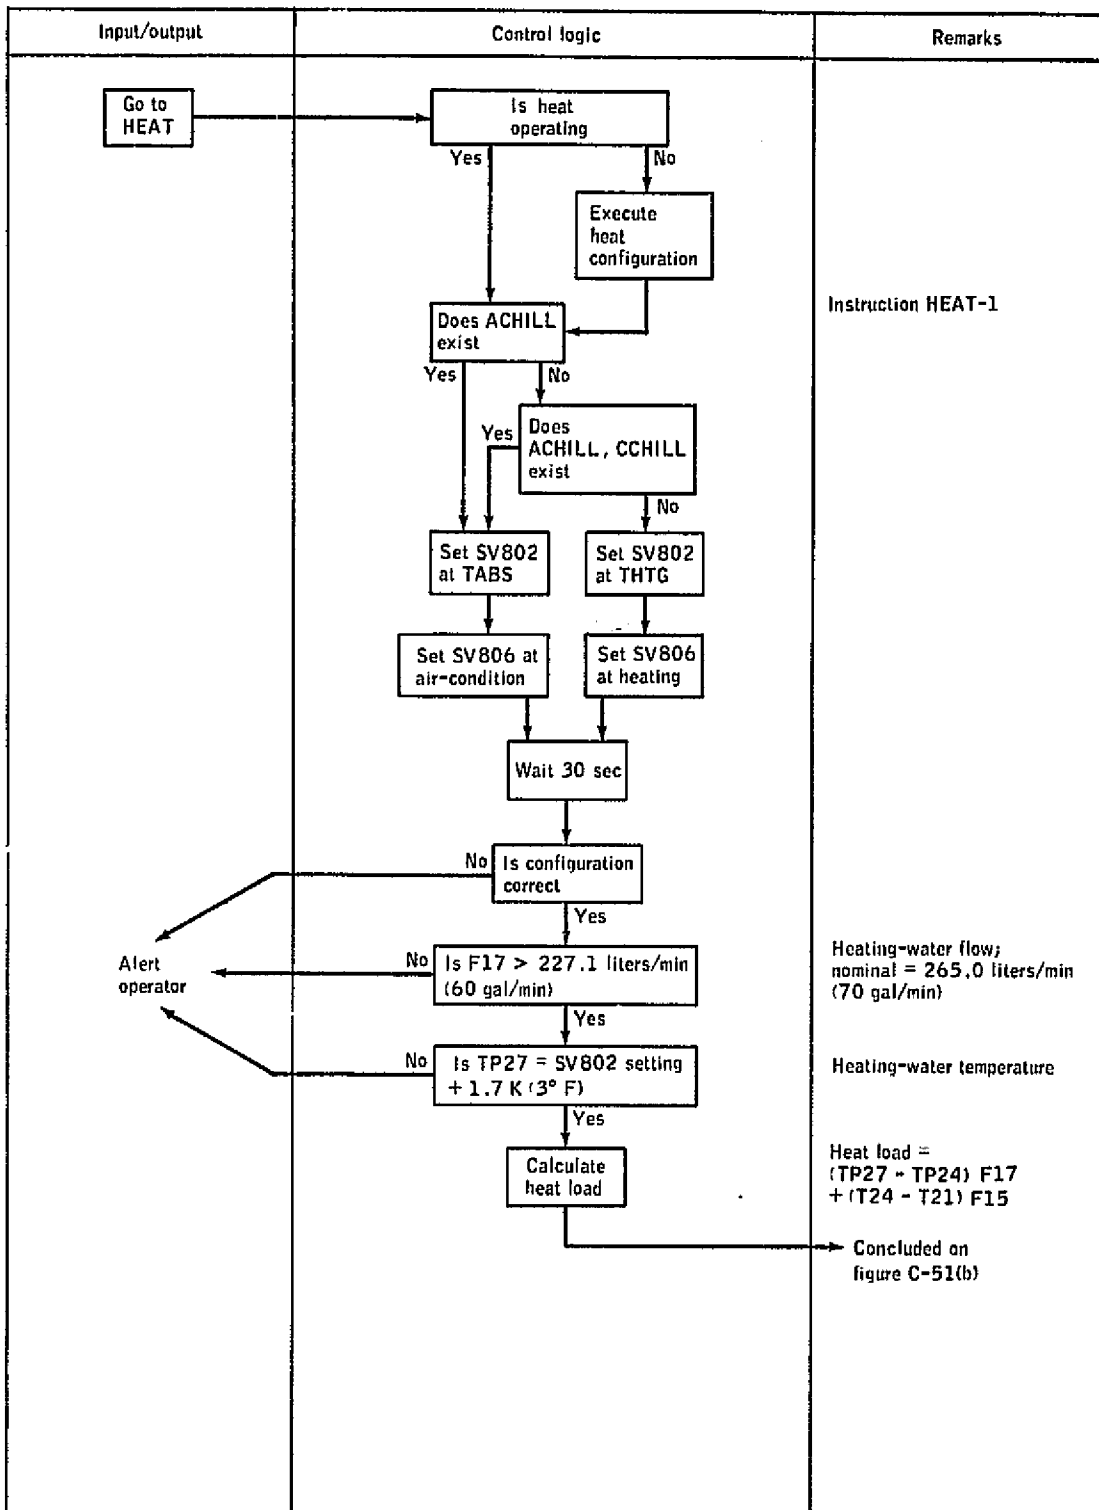 Input/output
Control logic
Remarks
Go to
HEAT
Is heat
operating
Yes
No
Execute
heat
configuration
Instruction HEAT-1
Does ACHILL
exist
Yes
No
Does
ACHILL, CCHILL
exist
Yes
No
Set SV802
at TABS
Set SV802
at THTG
Set SV806 at
air-condition
Set SV806
at heating
Wait 30 sec
No
Is configuration
correct
Yes
Alert
operator
No
Is F17 > 227.1 liters/min
(60 gal/min)
Heating-water flow;
nominal = 265.0 liters/min
(70 gal/min)
Yes
No
Is TP27 = SV802 setting
+ 1.7 K (3° F)
Heating-water temperature
Yes
Calculate
heat load
Heat load =
(TP27 - TP24) F17
+ (T24 - T21) F15
Concluded on
figure C-51(b)